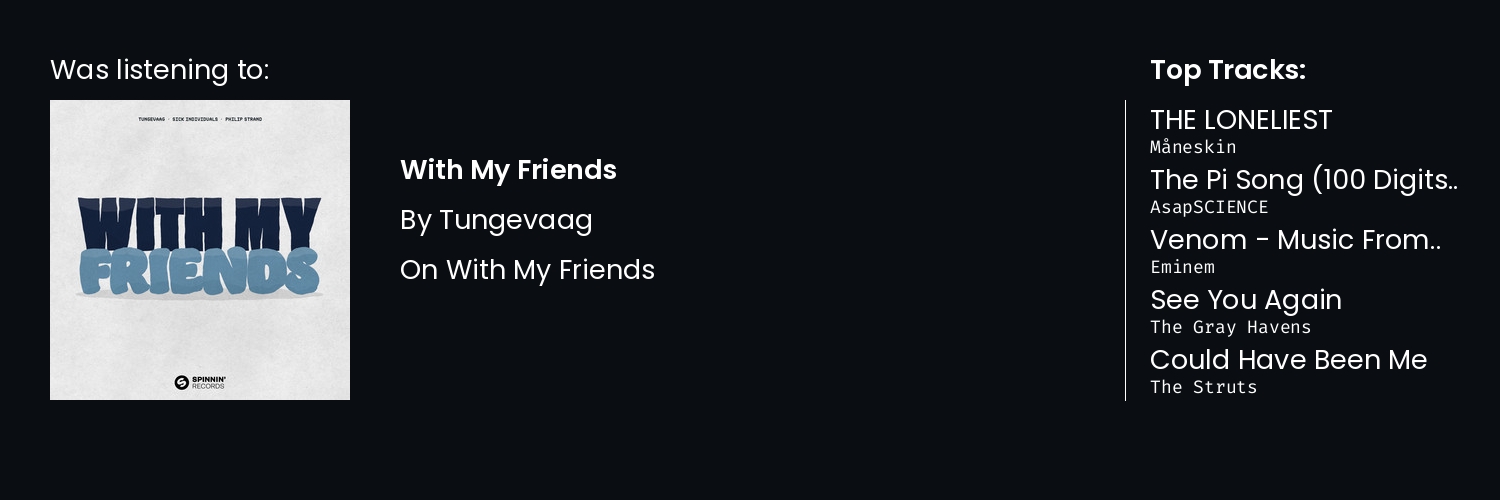 Was listening to:
TUNGEVAAG · SICK INDIVIDUALS · PHILIP STRAND
WITH MY
FRIENDS
SPINNIN'
RECORDS
With My Friends
By Tungevaag
On With My Friends
Top Tracks:
THE LONELIEST
Måneskin
The Pi Song (100 Digits..
AsapSCIENCE
Venom - Music From..
Eminem
See You Again
The Gray Havens
Could Have Been Me
The Struts